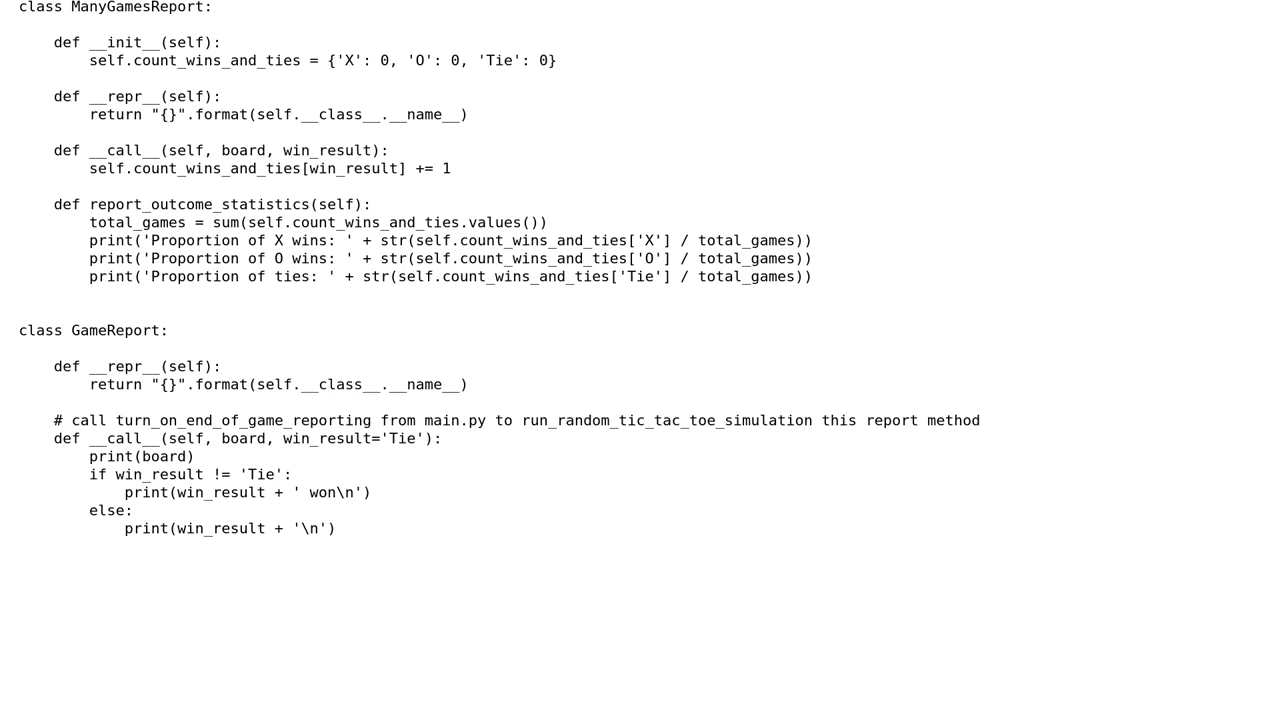 class ManyGamesReport:
    def __init__(self):
        self.count_wins_and_ties = {'X': 0, 'O': 0, 'Tie': 0}
    def __repr__(self):
        return "{}".format(self.__class__.__name__)
    def __call__(self, board, win_result):
        self.count_wins_and_ties[win_result] += 1
    def report_outcome_statistics(self):
        total_games = sum(self.count_wins_and_ties.values())
        print('Proportion of X wins: ' + str(self.count_wins_and_ties['X'] / total_games))
        print('Proportion of O wins: ' + str(self.count_wins_and_ties['O'] / total_games))
        print('Proportion of ties: ' + str(self.count_wins_and_ties['Tie'] / total_games))
class GameReport:
    def __repr__(self):
        return "{}".format(self.__class__.__name__)
    # call turn_on_end_of_game_reporting from main.py to run_random_tic_tac_toe_simulation this report method
    def __call__(self, board, win_result='Tie'):
        print(board)
        if win_result != 'Tie':
            print(win_result + ' won\n')
        else:
            print(win_result + '\n')